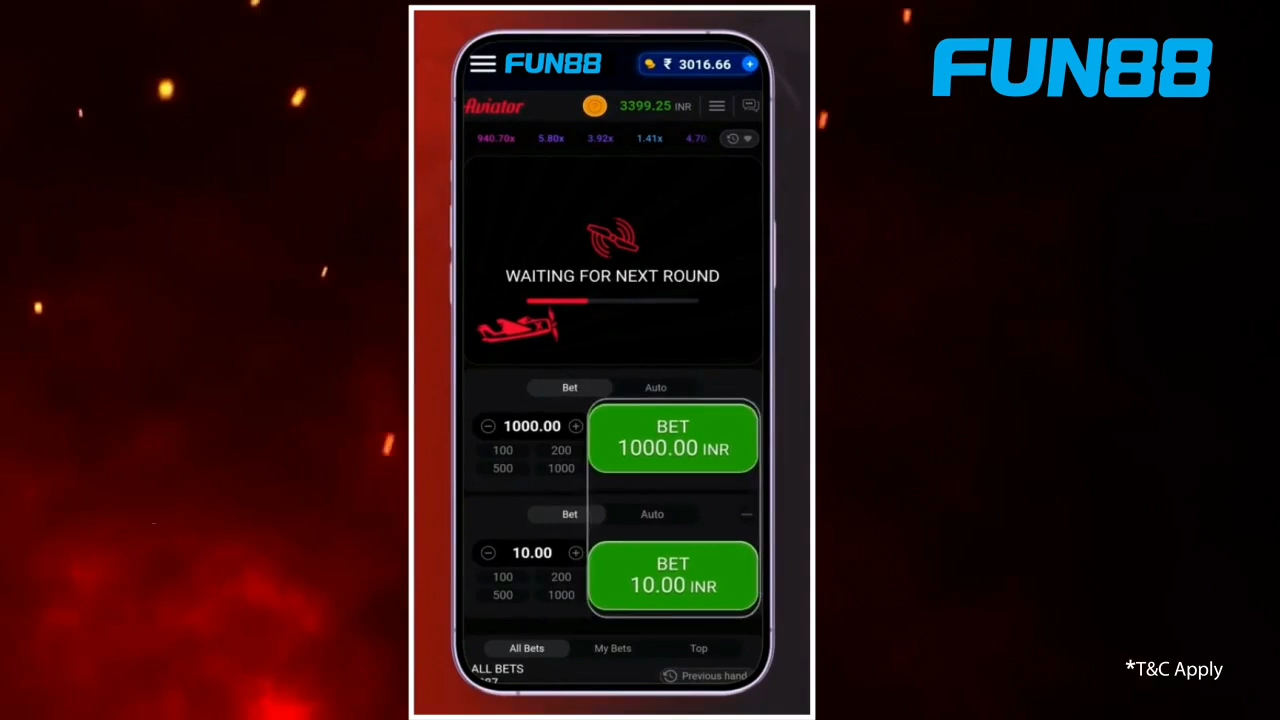 FUN88
FUN88
₹ 3016.66
Aviator
3399.25 INR
940.70x 5.80x 3.92x 1.41x 4.70
WAITING FOR NEXT ROUND
Bet Auto
1000.00
100 200
500 1000
BET
1000.00 INR
Bet Auto
10.00
100 200
500 1000
BET
10.00 INR
All Bets My Bets Top
ALL BETS
Previous hand
*T&C Apply